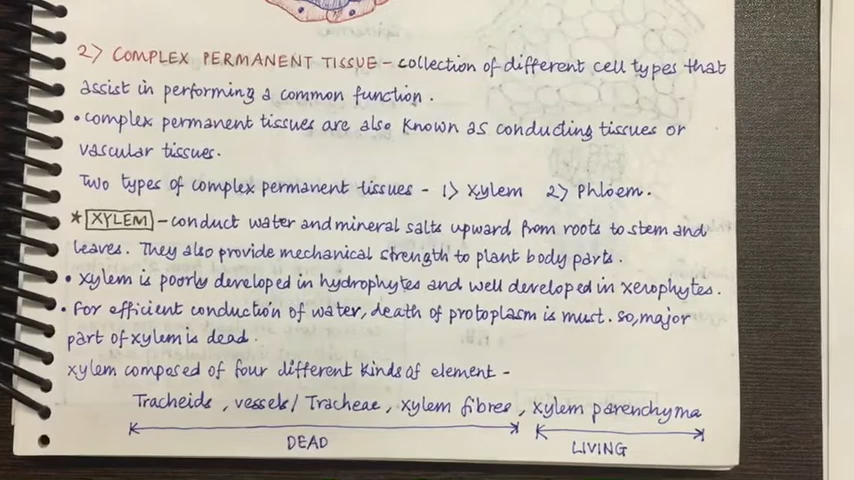 2> COMPLEX PERMANENT TISSUE - collection of different cell types that
assist in performing a common function.
• complex permanent tissues are also known as conducting tissues or
vascular tissues.
Two types of complex permanent tissues - 1> Xylem 2> Phloem.
* XYLEM - conduct water and mineral salts upward from roots to stem and
leaves. They also provide mechanical strength to plant body parts.
• Xylem is poorly developed in hydrophytes and well developed in xerophytes.
• For efficient conduction of water, death of protoplasm is must. so, major
part of xylem is dead.
xylem composed of four different kinds of element -
Tracheids, vessels/Tracheae, xylem fibres, xylem parenchyma
DEAD LIVING